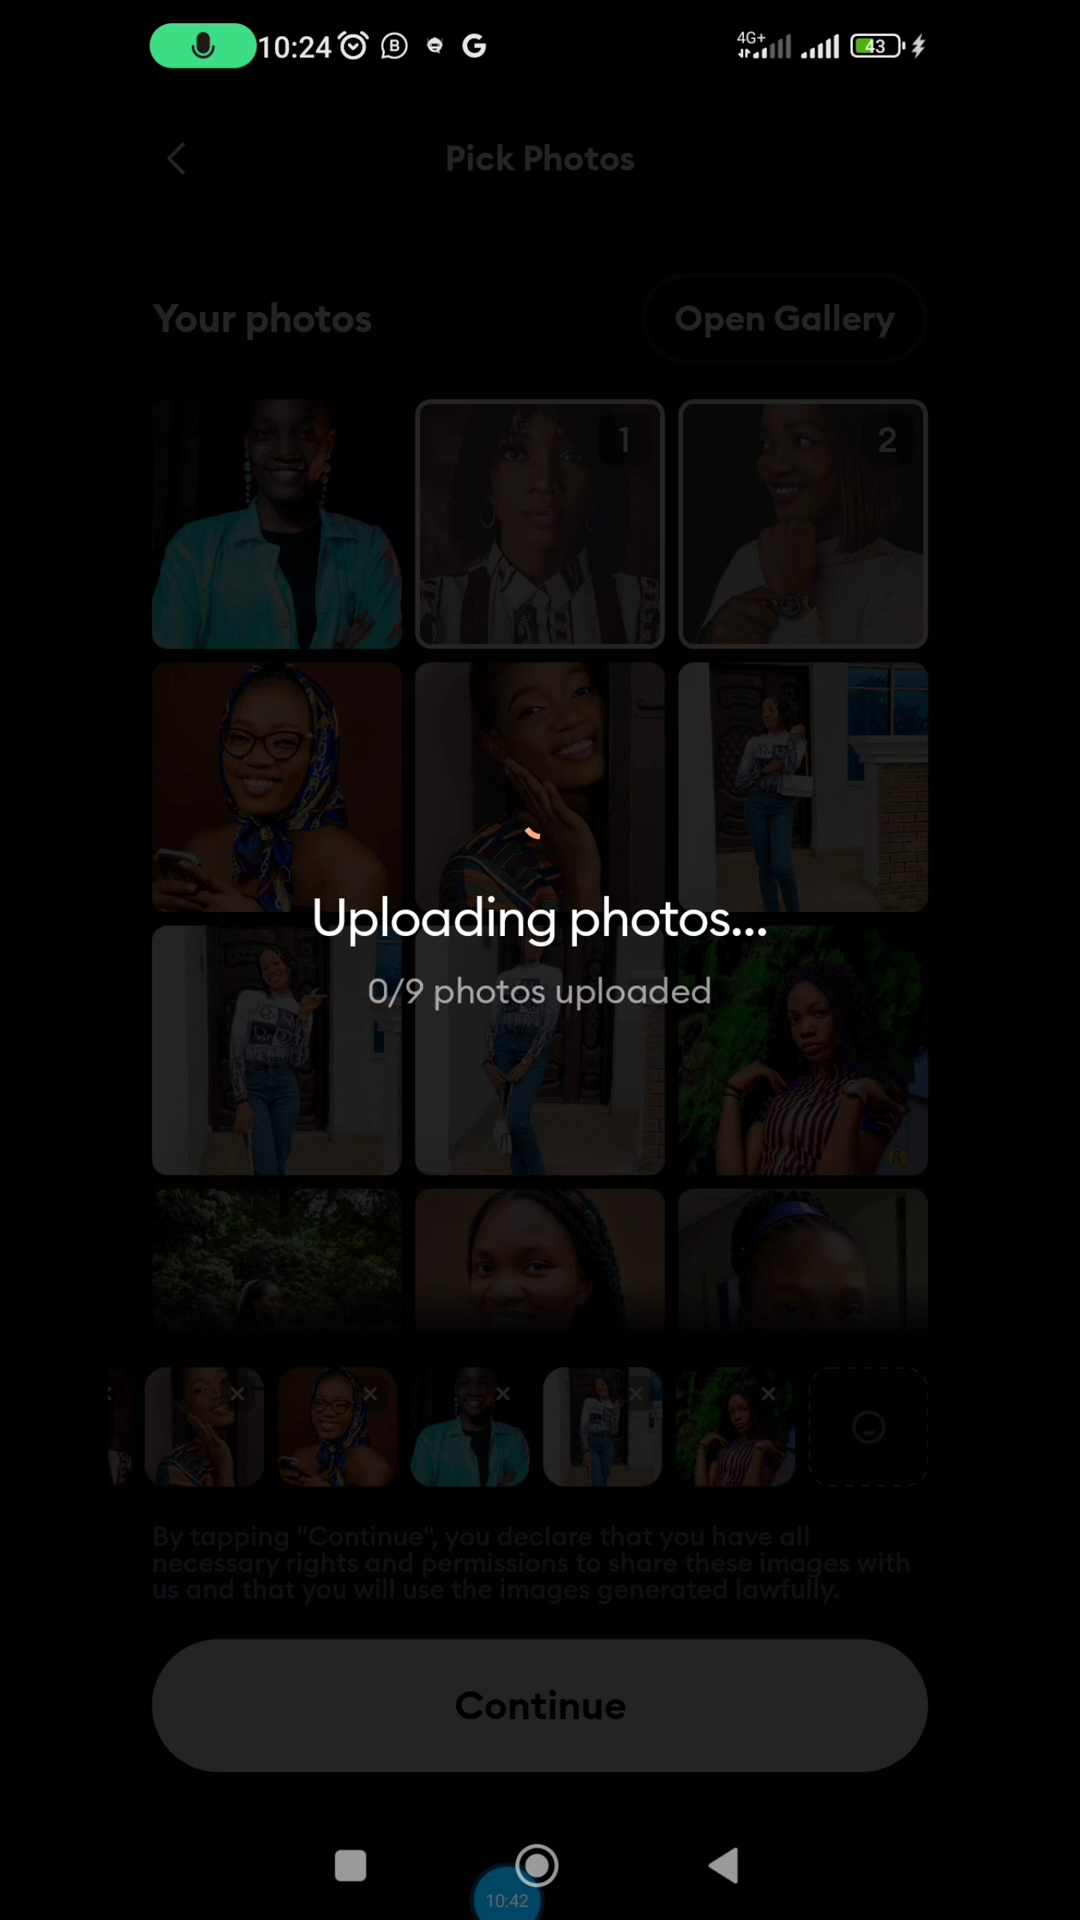 10:24
4G+
43
Pick Photos
Your photos
Open Gallery
1
2
Uploading photos...
0/9 photos uploaded
By tapping "Continue", you declare that you have all
necessary rights and permissions to share these images with
us and that you will use the images generated lawfully.
Continue
10:42